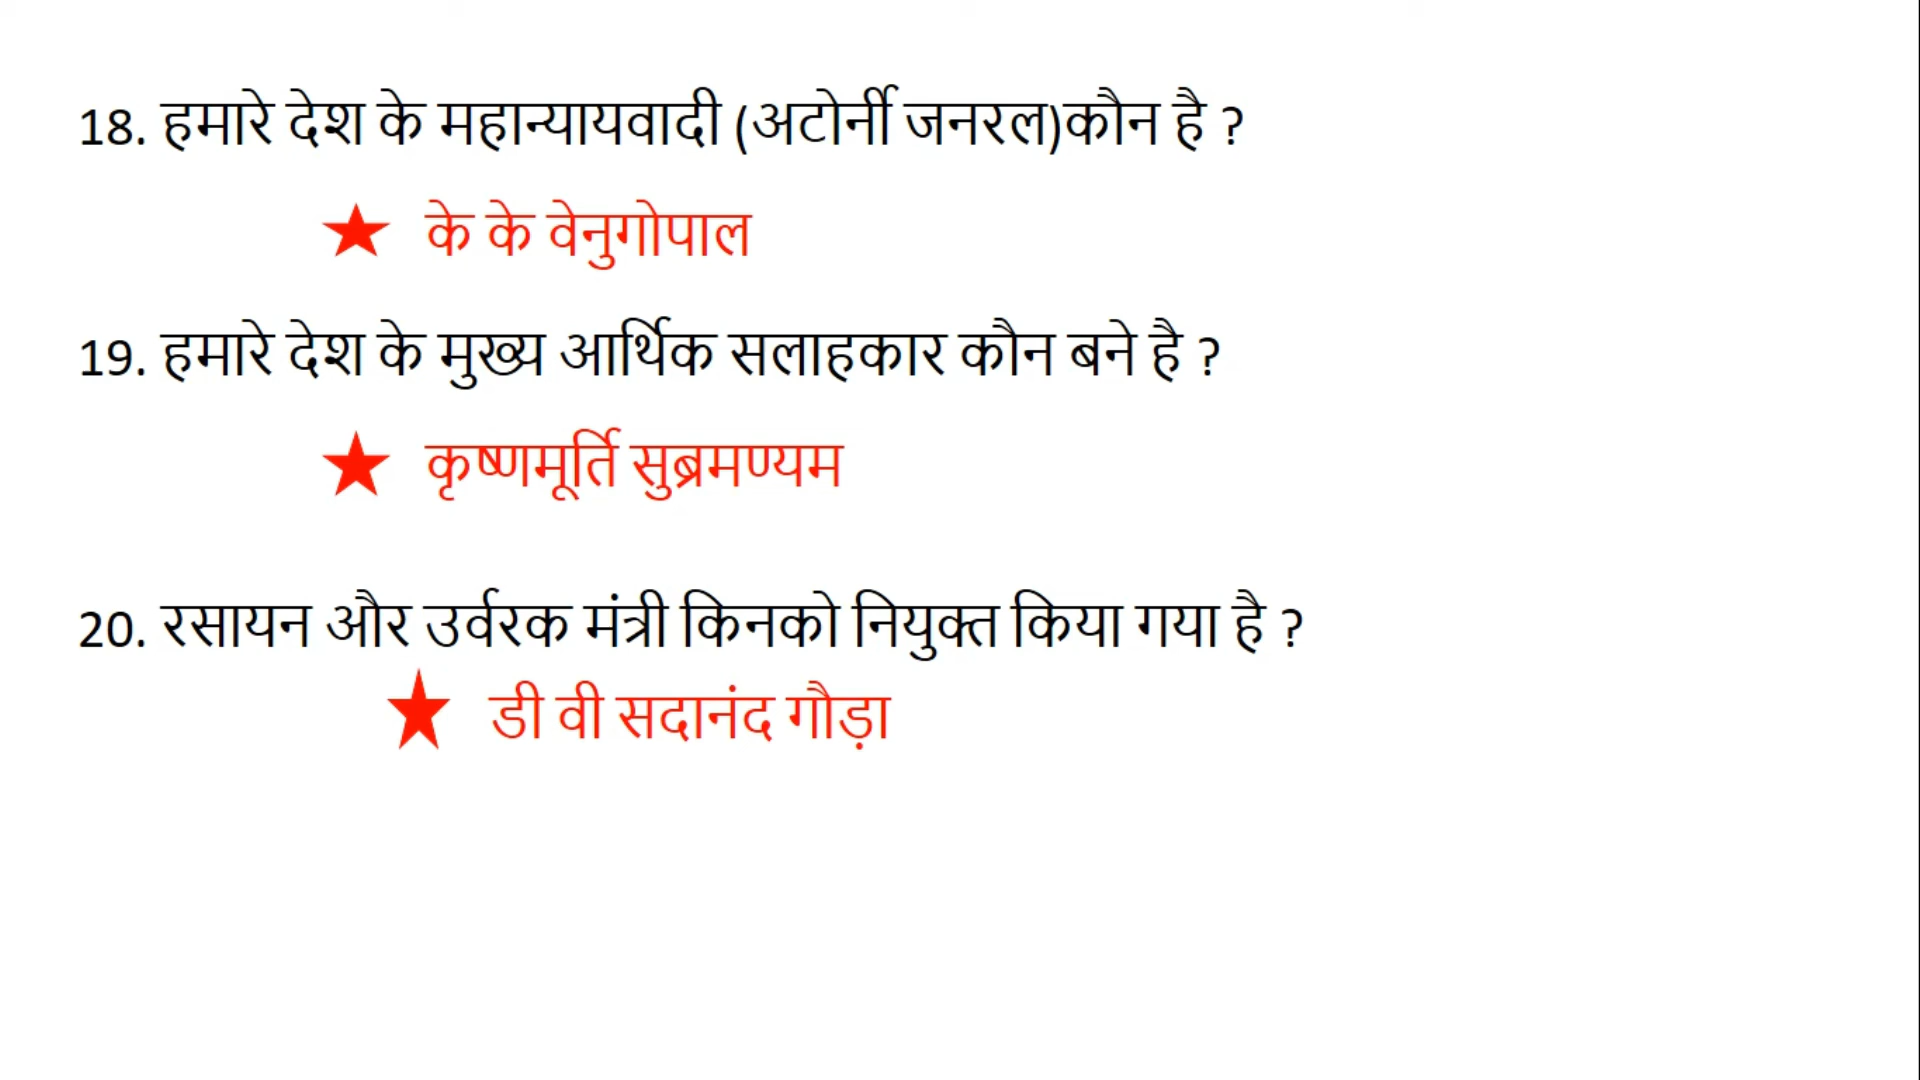 18. हमारे देश के महान्यायवादी (अटोर्नी जनरल)कौन है ?
के के वेनुगोपाल
19. हमारे देश के मुख्य आर्थिक सलाहकार कौन बने है ?
कृष्णमूर्ति सुब्रमण्यम
20. रसायन और उर्वरक मंत्री किनको नियुक्त किया गया है ?
डी वी सदानंद गौड़ा